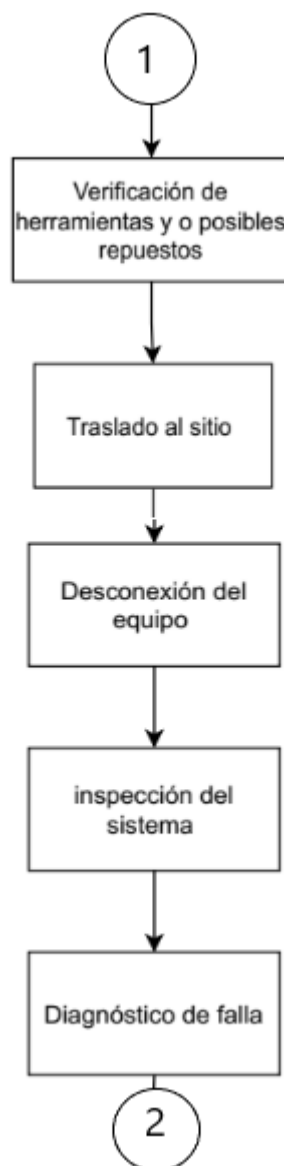 1
Verificación de
herramientas y o posibles
repuestos
Traslado al sitio
Desconexión del
equipo
inspección del
sistema
Diagnóstico de falla
2